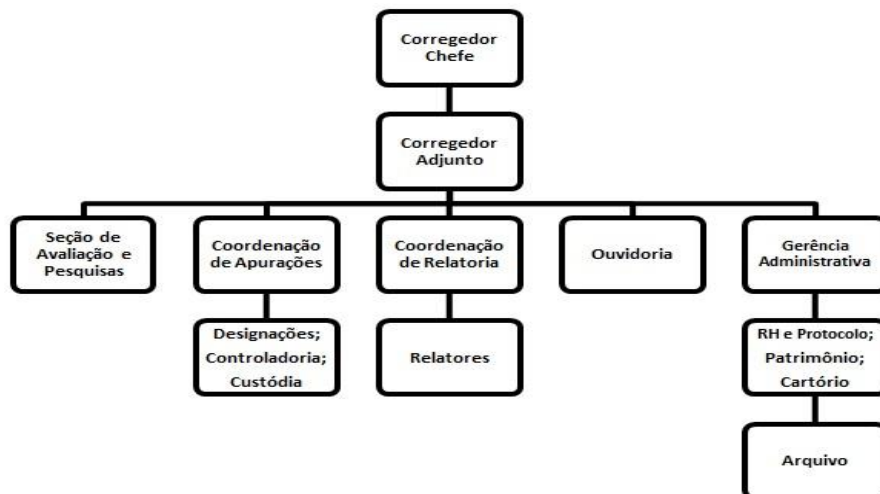 Corregedor
Chefe
Corregedor
Adjunto
Seção de
Avaliação e
Pesquisas
Coordenação
de Apurações
Coordenação
de Relatoria
Ouvidoria
Gerência
Administrativa
Designações;
Controladoria;
Custódia
Relatores
RH e Protocolo;
Patrimônio;
Cartório
Arquivo